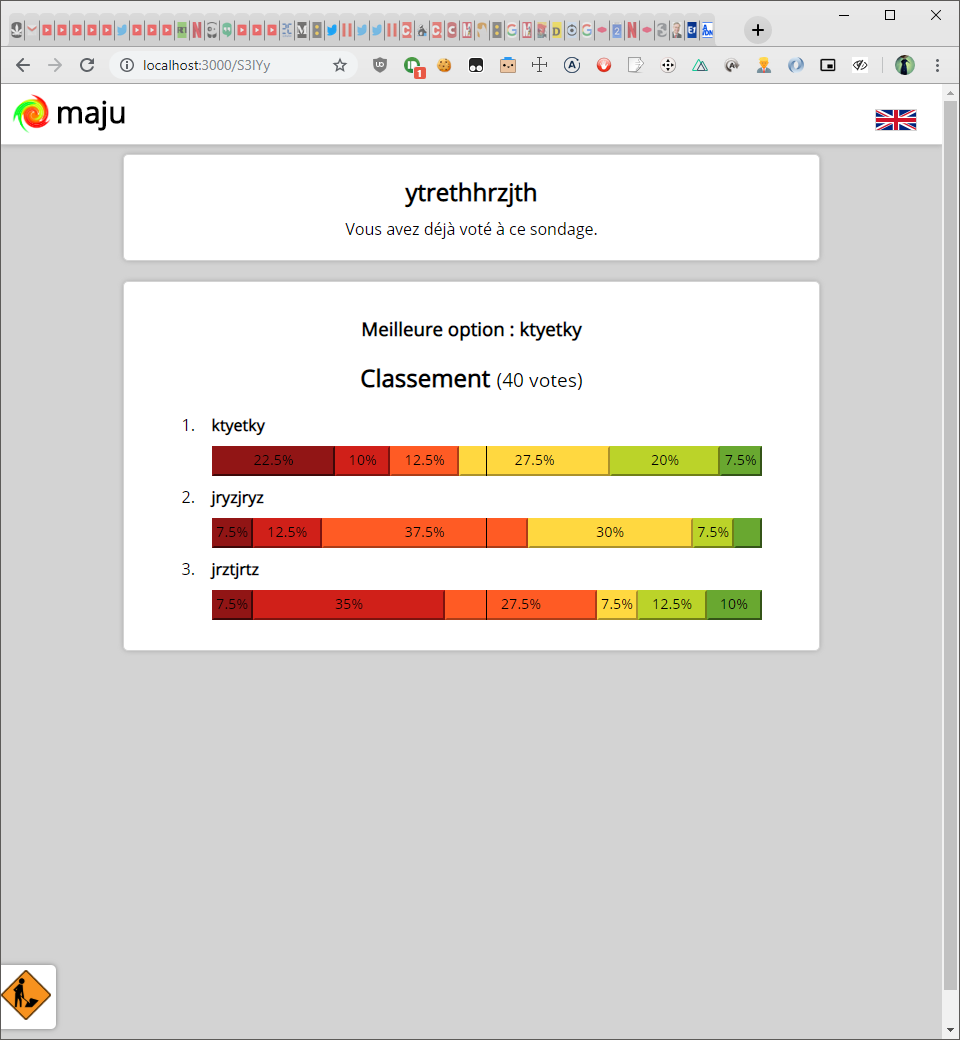 localhost:3000/S3IYy
maju
ytrethhrzjth
Vous avez déjà voté à ce sondage.
Meilleure option : ktyetky
Classement (40 votes)
1. ktyetky
22.5% 10% 12.5% 27.5% 20% 7.5%
2. jryzjryz
7.5% 12.5% 37.5% 30% 7.5%
3. jrztjrtz
7.5% 35% 27.5% 7.5% 12.5% 10%